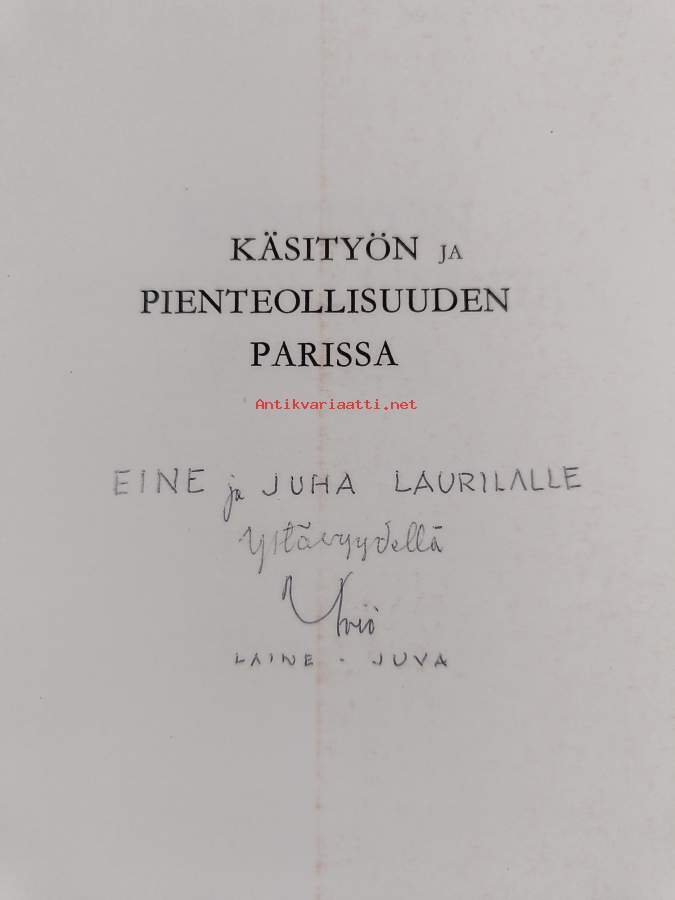 KÄSITYÖN JA
PIENTEOLLISUUDEN
PARISSA
Antikvariaatti.net
EINE ja JUHA LAURILALLE
Ystävyydellä
LAINE - JUVA